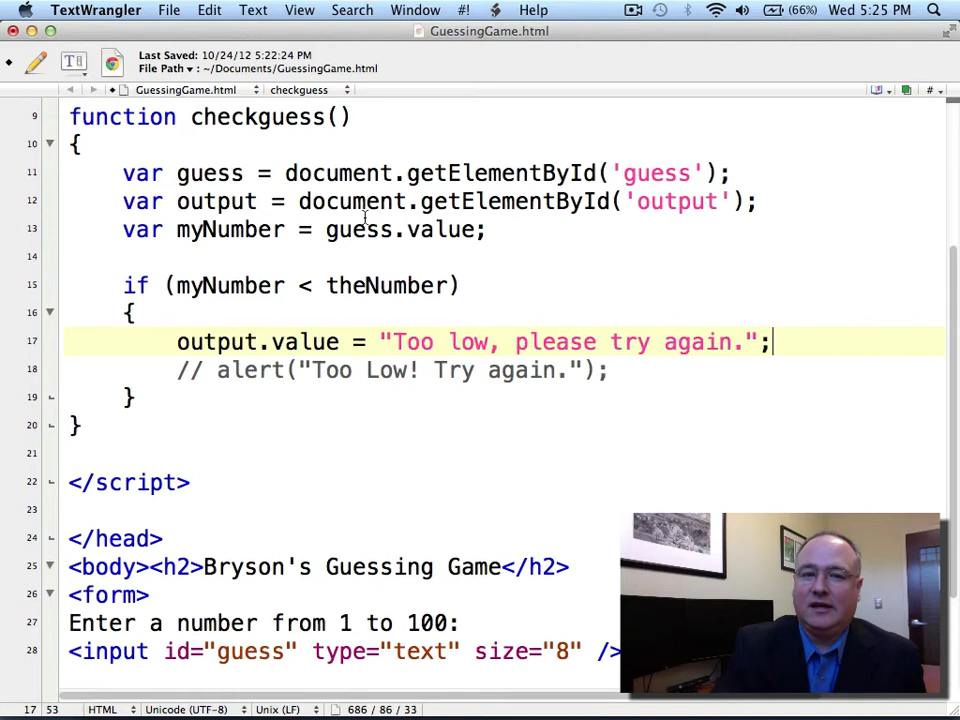 TextWrangler File Edit Text View Search Window #! Help (66%) Wed 5:25 PM
GuessingGame.html
Last Saved: 10/24/12 5:22:24 PM
File Path ▾ : ~/Documents/GuessingGame.html
GuessingGame.html checkguess #
9 function checkguess()
10 {
11 var guess = document.getElementById('guess');
12 var output = document.getElementById('output');
13 var myNumber = guess.value;
14
15 if (myNumber < theNumber)
16 {
17 output.value = "Too low, please try again.";
18 // alert("Too Low! Try again.");
19 }
20 }
21
22 </script>
23
24 </head>
25 <body><h2>Bryson's Guessing Game</h2>
26 <form>
27 Enter a number from 1 to 100:
28 <input id="guess" type="text" size="8" />
17 53 HTML Unicode (UTF-8) Unix (LF) 686 / 86 / 33